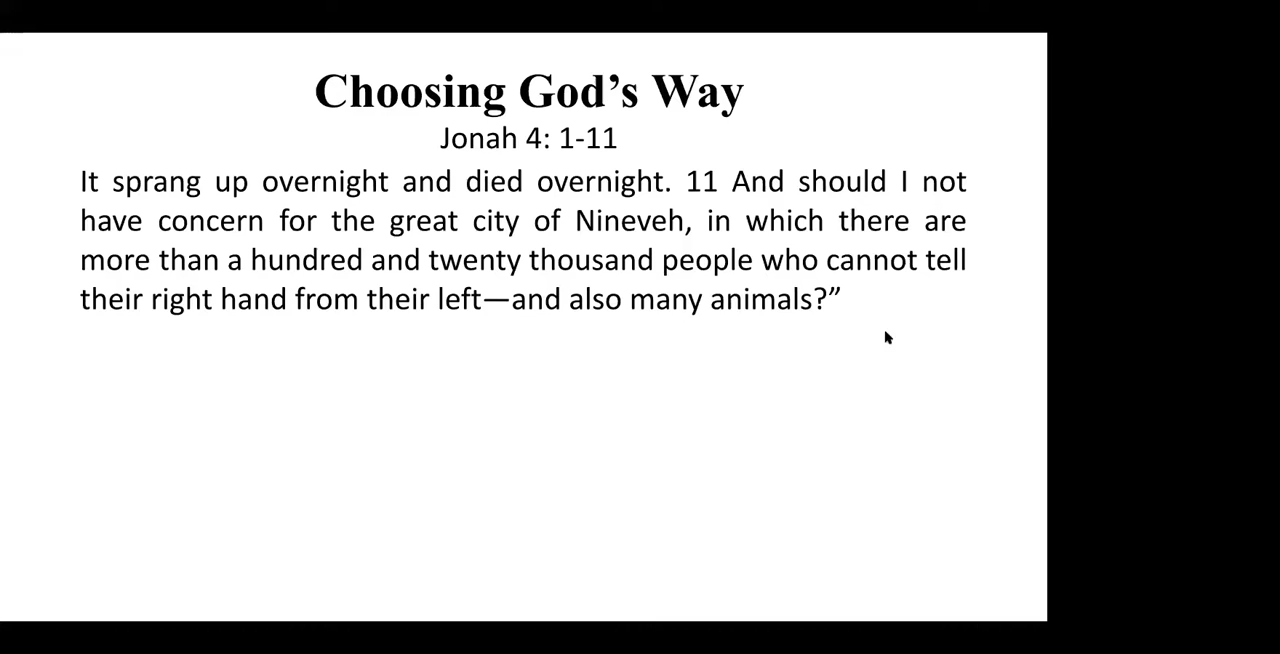 Choosing God’s Way
Jonah 4: 1-11
It sprang up overnight and died overnight. 11 And should I not
have concern for the great city of Nineveh, in which there are
more than a hundred and twenty thousand people who cannot tell
their right hand from their left—and also many animals?”